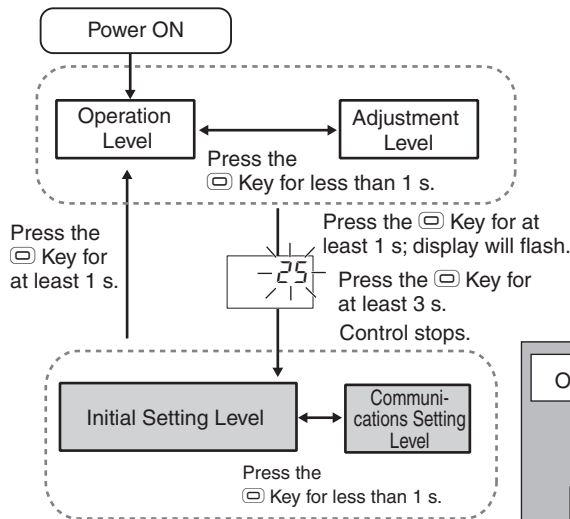 Power ON
Operation
Level
Adjustment
Level
Press the
Key for less than 1 s.
Press the
Key for
at least 1 s.
Press the Key for at
least 1 s; display will flash.
25
Press the Key for
at least 3 s.
Control stops.
Initial Setting Level
Communi-
cations Setting
Level
Press the
Key for less than 1 s.
O